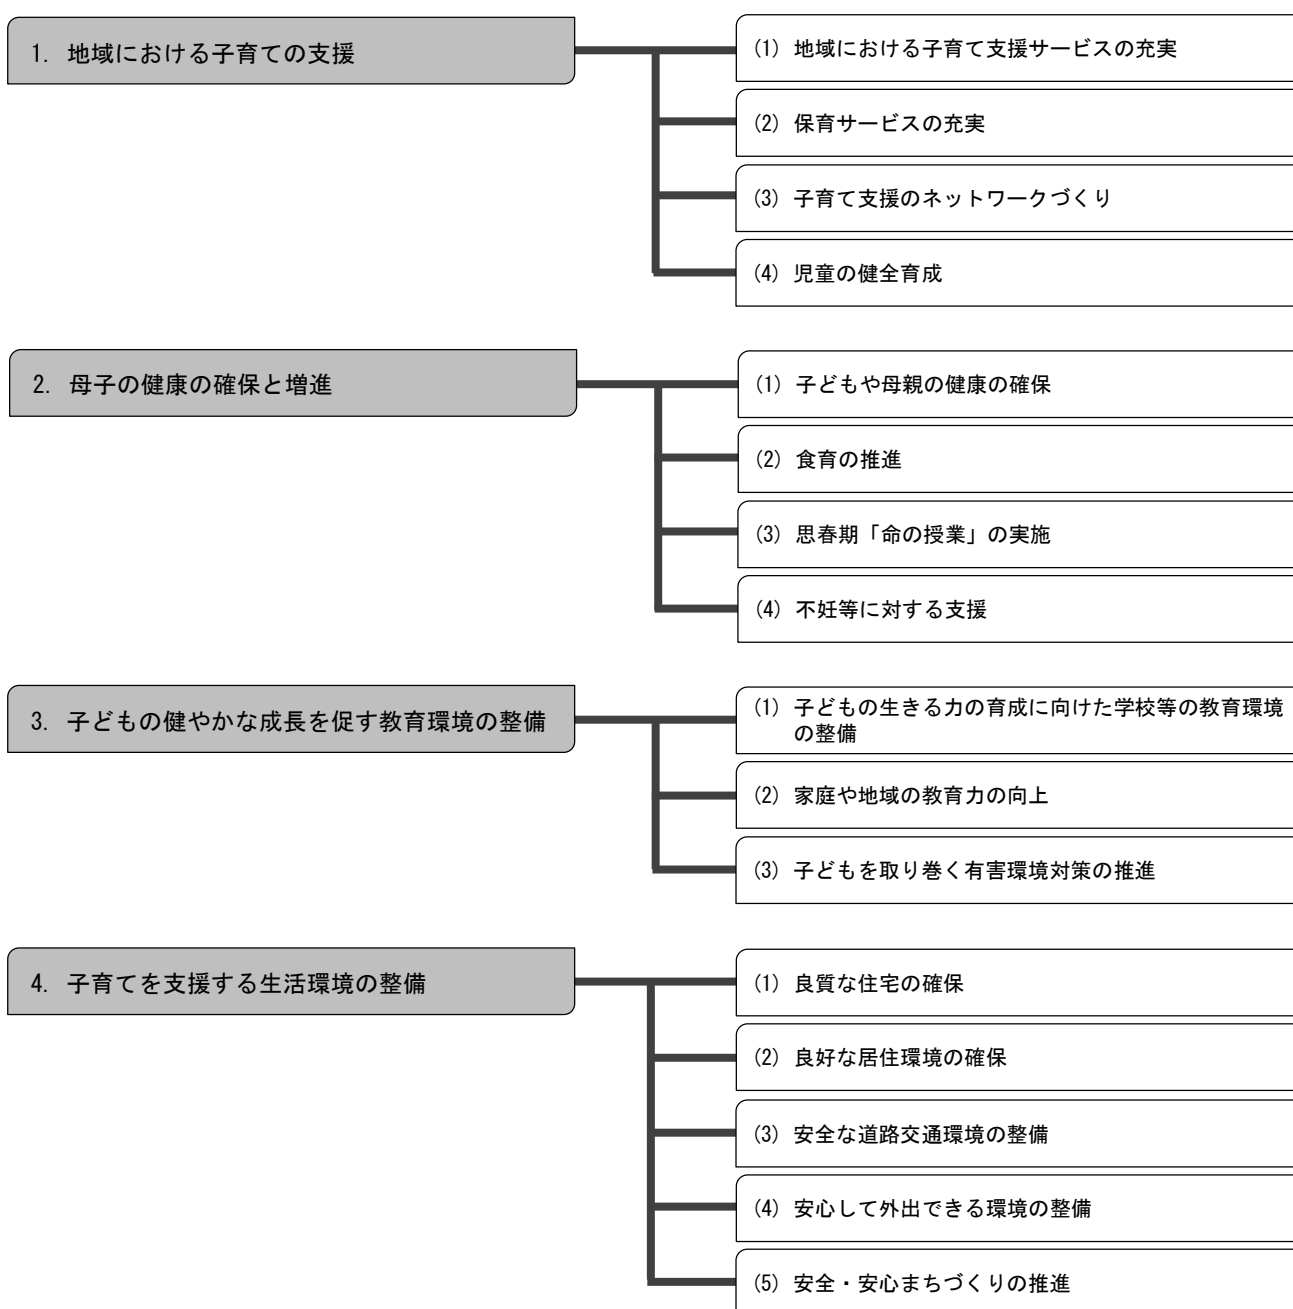 1. 地域における子育ての支援
(1) 地域における子育て支援サービスの充実
(2) 保育サービスの充実
(3) 子育て支援のネットワークづくり
(4) 児童の健全育成
2. 母子の健康の確保と増進
(1) 子どもや母親の健康の確保
(2) 食育の推進
(3) 思春期「命の授業」の実施
(4) 不妊等に対する支援
3. 子どもの健やかな成長を促す教育環境の整備
(1) 子どもの生きる力の育成に向けた学校等の教育環境
の整備
(2) 家庭や地域の教育力の向上
(3) 子どもを取り巻く有害環境対策の推進
4. 子育てを支援する生活環境の整備
(1) 良質な住宅の確保
(2) 良好な居住環境の確保
(3) 安全な道路交通環境の整備
(4) 安心して外出できる環境の整備
(5) 安全・安心まちづくりの推進